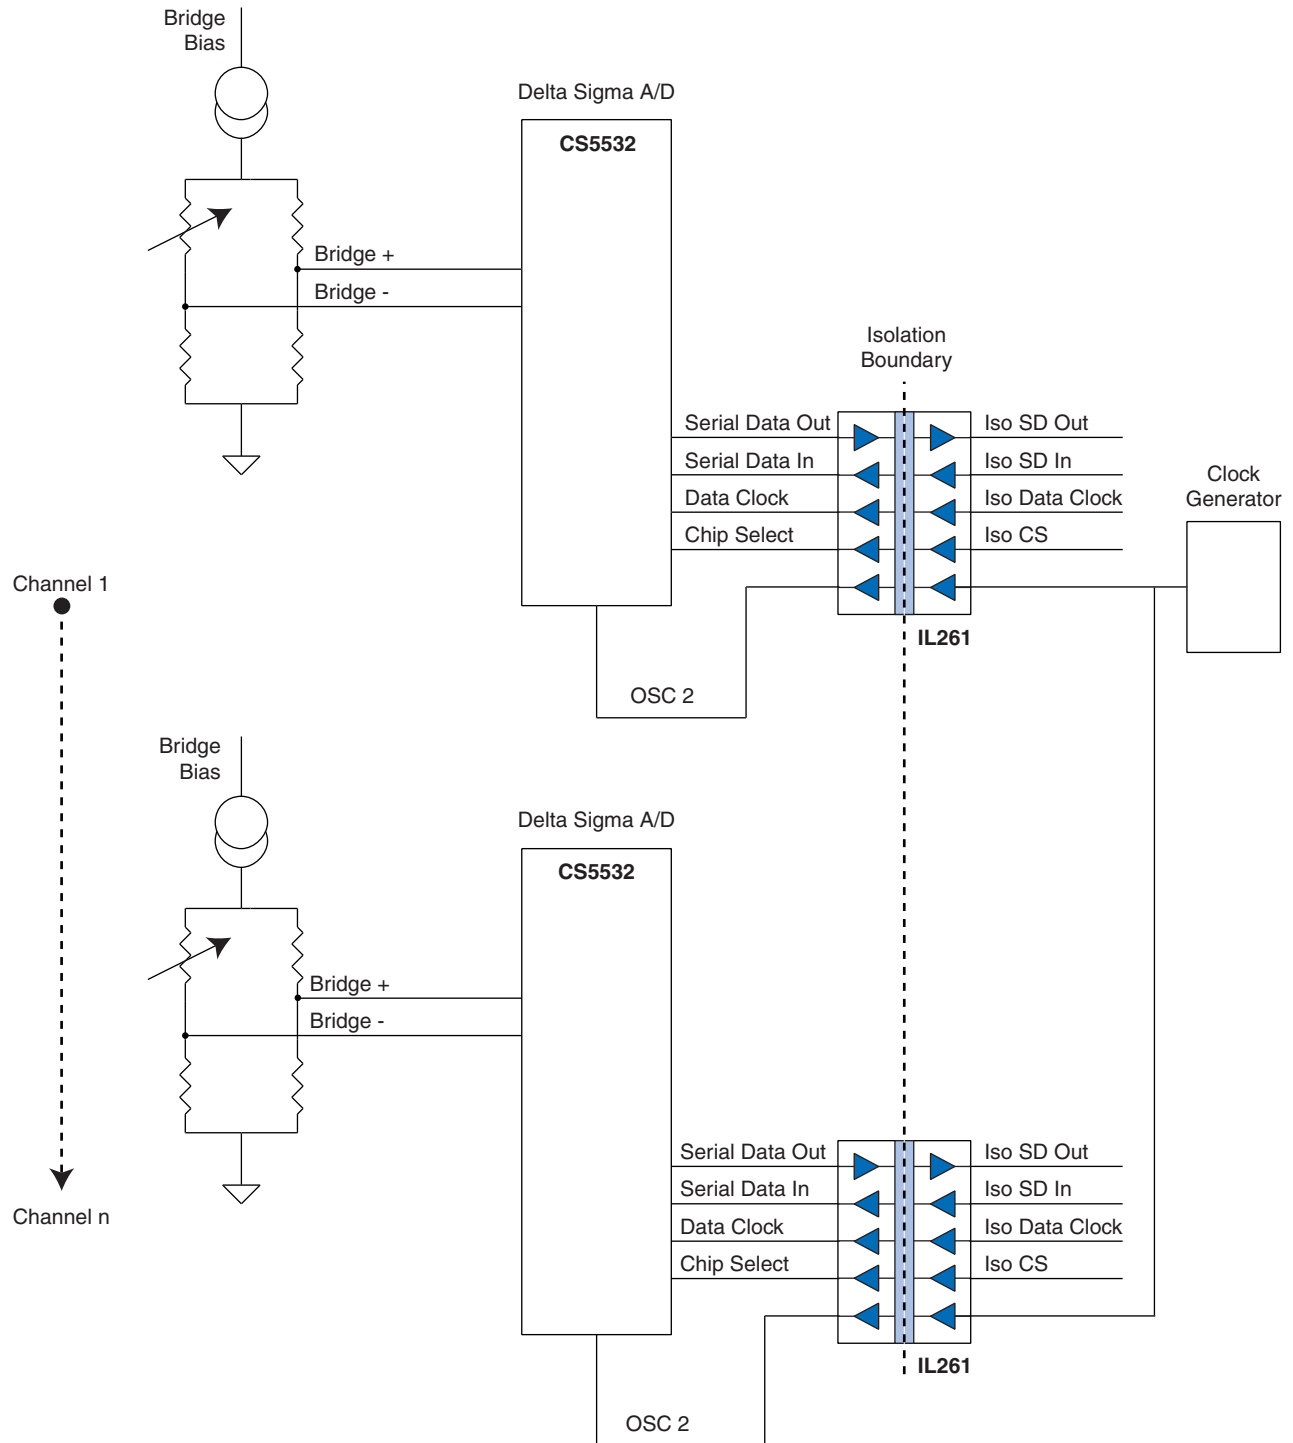 Bridge
Bias
Delta Sigma A/D
CS5532
Bridge +
Bridge -
Isolation
Boundary
Serial Data Out
Iso SD Out
Serial Data In
Iso SD In
Data Clock
Iso Data Clock
Chip Select
Iso CS
Clock
Generator
Channel 1
IL261
OSC 2
Bridge
Bias
Delta Sigma A/D
CS5532
Bridge +
Bridge -
Serial Data Out
Iso SD Out
Serial Data In
Iso SD In
Data Clock
Iso Data Clock
Chip Select
Iso CS
Channel n
IL261
OSC 2